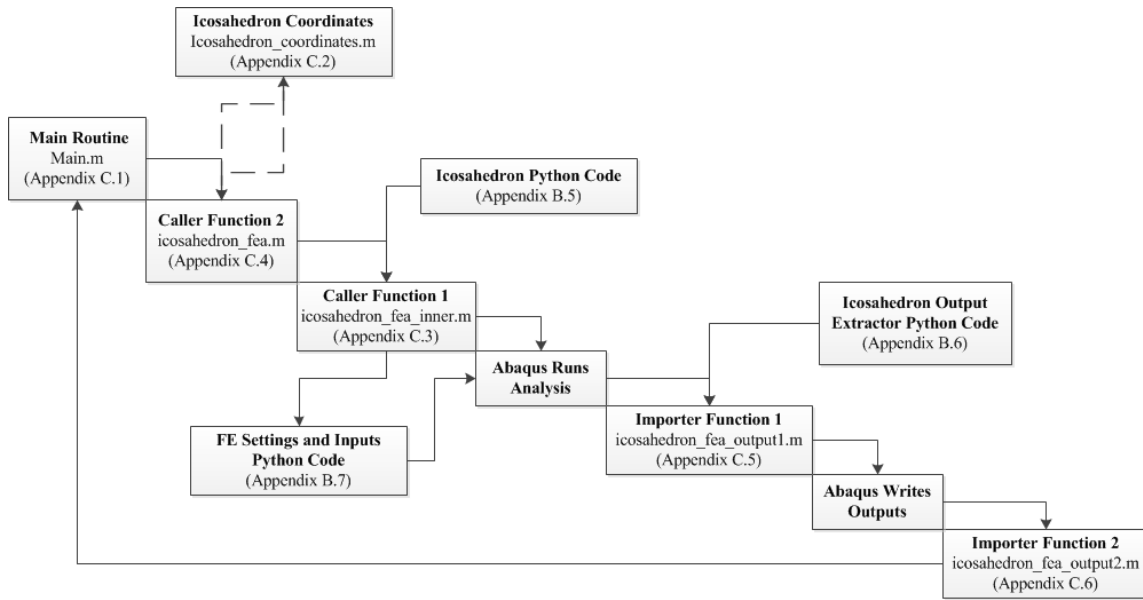 Icosahedron Coordinates
Icosahedron_coordinates.m
(Appendix C.2)
Main Routine
Main.m
(Appendix C.1)
Icosahedron Python Code
(Appendix B.5)
Caller Function 2
icosahedron_fea.m
(Appendix C.4)
Caller Function 1
icosahedron_fea_inner.m
(Appendix C.3)
Icosahedron Output
Extractor Python Code
(Appendix B.6)
Abaqus Runs
Analysis
FE Settings and Inputs
Python Code
(Appendix B.7)
Importer Function 1
icosahedron_fea_output1.m
(Appendix C.5)
Abaqus Writes
Outputs
Importer Function 2
icosahedron_fea_output2.m
(Appendix C.6)